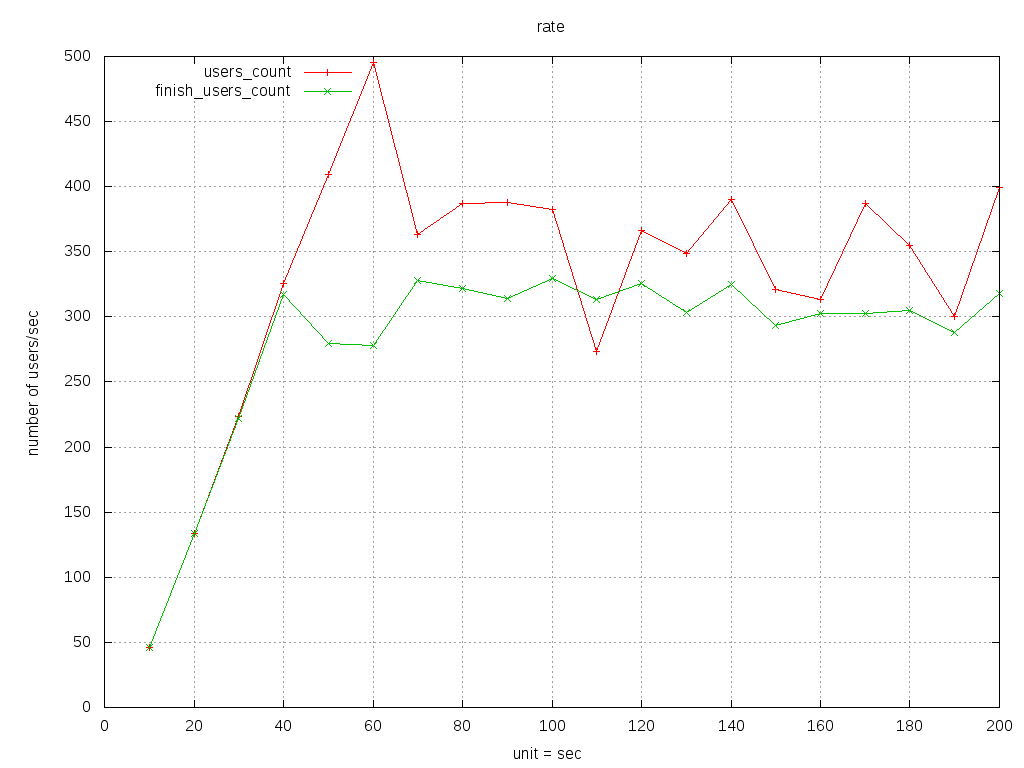 rate
users_count
finish_users_count
500
450
400
350
300
250
200
150
100
50
0
number of users/sec
0 20 40 60 80 100 120 140 160 180 200
unit = sec